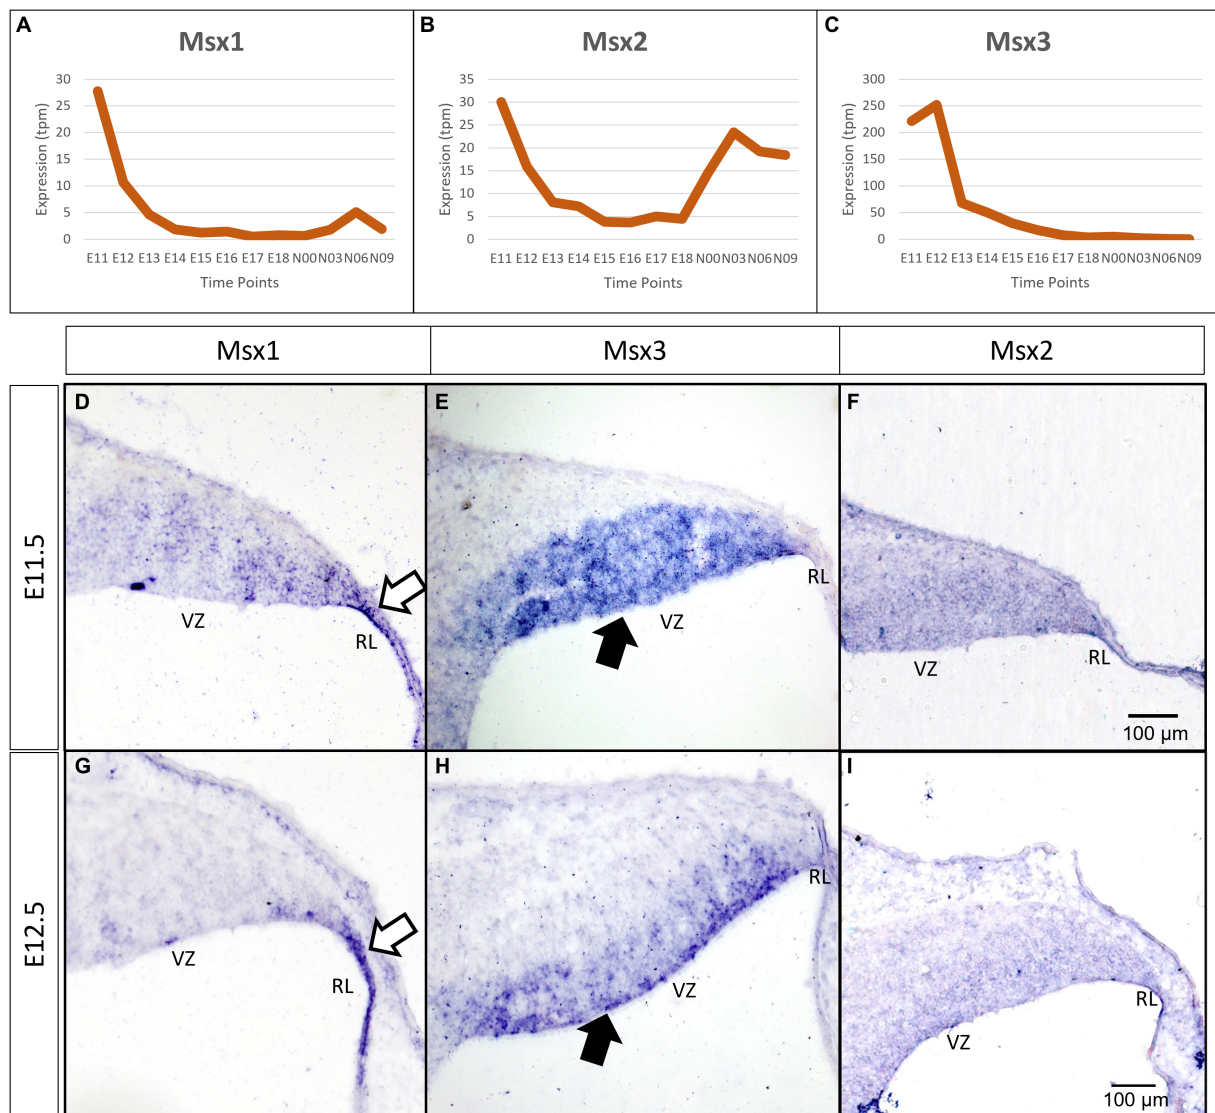 A
Msx1
Expression (tpm)
30
25
20
15
10
5
0
E11 E12 E13 E14 E15 E16 E17 E18 N00 N03 N06 N09
Time Points
B
Msx2
Expression (tpm)
35
30
25
20
15
10
5
0
E11 E12 E13 E14 E15 E16 E17 E18 N00 N03 N06 N09
Time Points
C
Msx3
Expression (tpm)
300
250
200
150
100
50
0
E11 E12 E13 E14 E15 E16 E17 E18 N00 N03 N06 N09
Time Points
Msx1 Msx3 Msx2
E11.5
D
VZ
RL
E
VZ
RL
F
VZ
RL
100 µm
E12.5
G
VZ
RL
H
VZ
RL
I
VZ
RL
100 µm